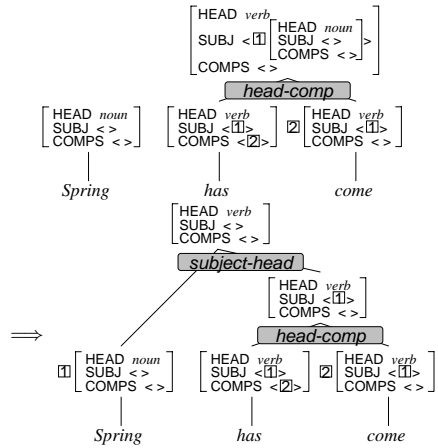 HEAD verb
HEAD noun
SUBJ < 1 SUBJ < > >
COMPS < >
COMPS < >
head-comp
HEAD noun HEAD verb HEAD verb
SUBJ < > SUBJ < 1 > 2 SUBJ < 1 >
COMPS < > COMPS < 2 > COMPS < >
Spring has come
HEAD verb
SUBJ < >
COMPS < >
subject-head
HEAD verb
SUBJ < 1 >
COMPS < >
⟹ head-comp
HEAD noun HEAD verb HEAD verb
1 SUBJ < > SUBJ < 1 > 2 SUBJ < 1 >
COMPS < > COMPS < 2 > COMPS < >
Spring has come